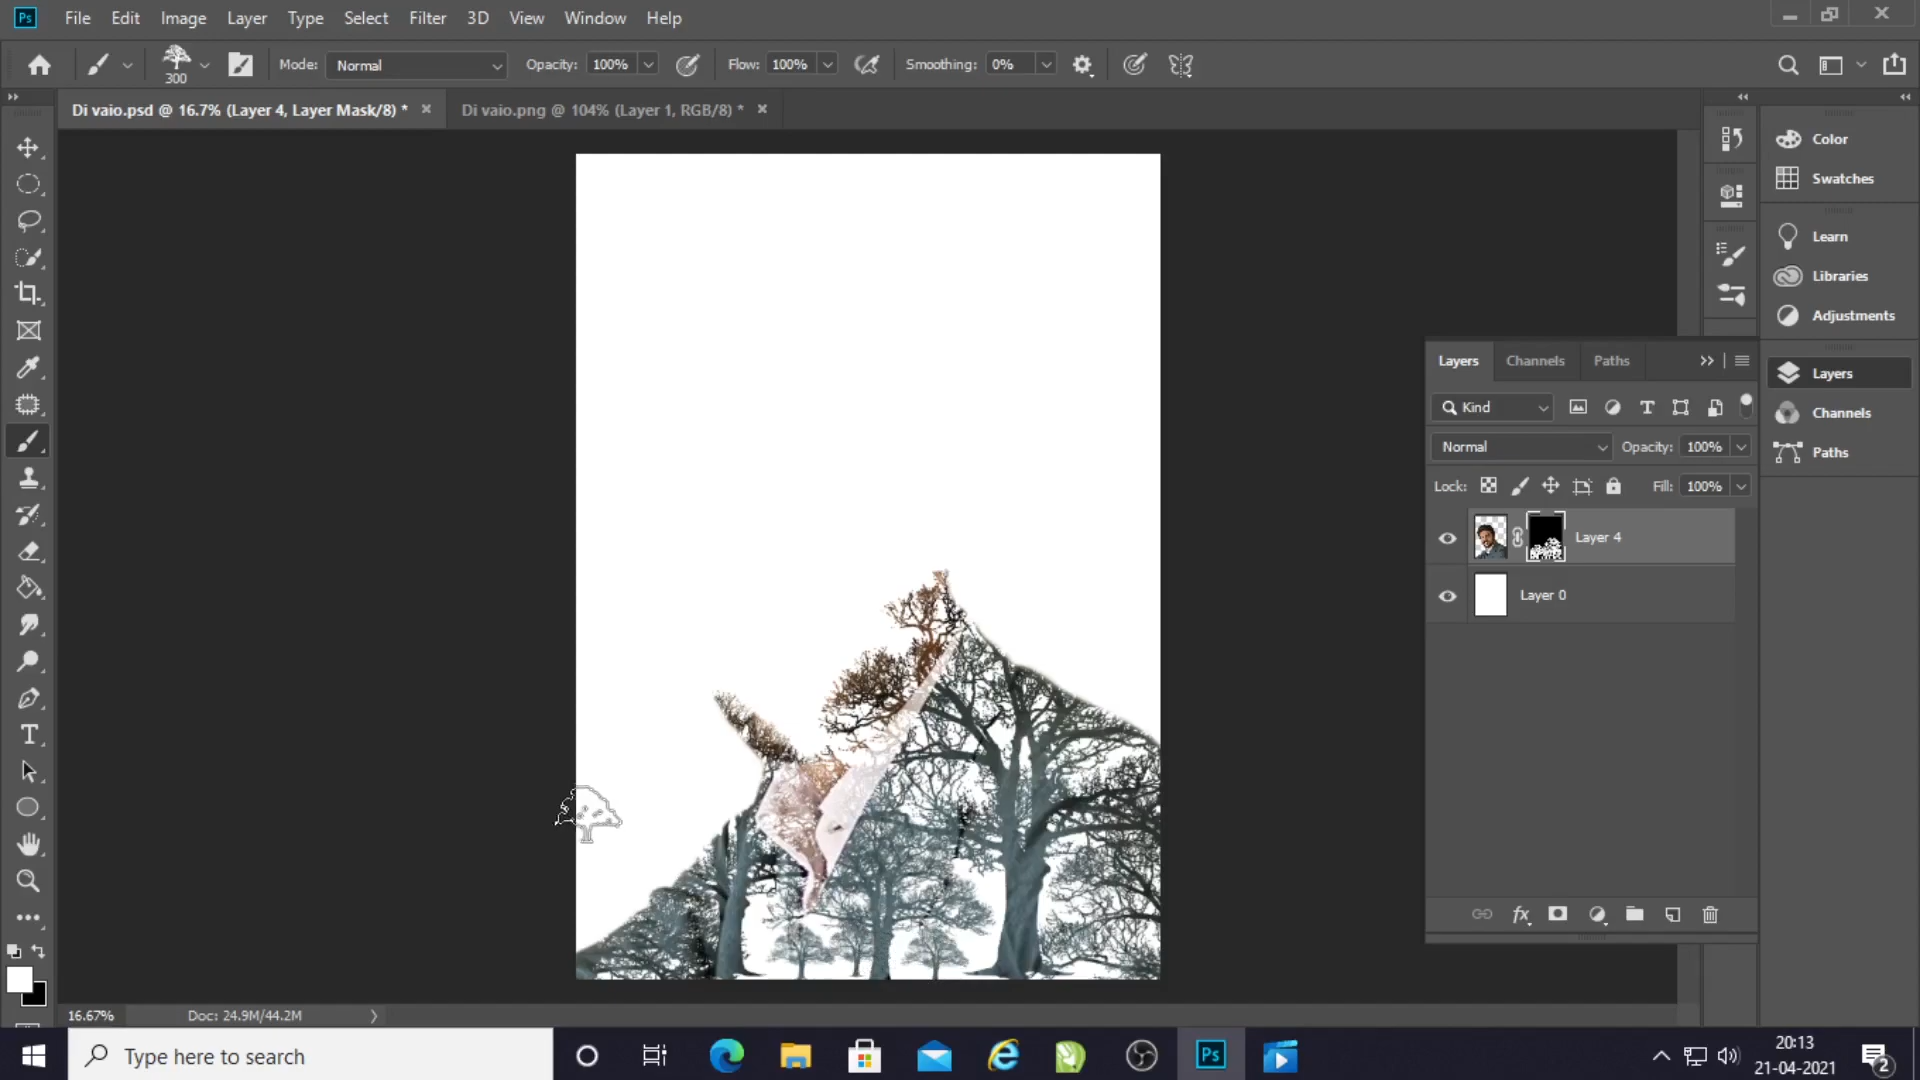 Ps File Edit Image Layer Type Select Filter 3D View Window Help
300 Mode: Normal Opacity: 100% Flow: 100% Smoothing: 0%
Di vaio.psd @ 16.7% (Layer 4, Layer Mask/8) * Di vaio.png @ 104% (Layer 1, RGB/8) *
Color
Swatches
Learn
Libraries
Adjustments
Layers
Channels
Paths
Layers Channels Paths
Kind
Normal Opacity: 100%
Lock: Fill: 100%
Layer 4
Layer 0
fx
16.67% Doc: 24.9M/44.2M
Type here to search
Ps
20:13
21-04-2021
2